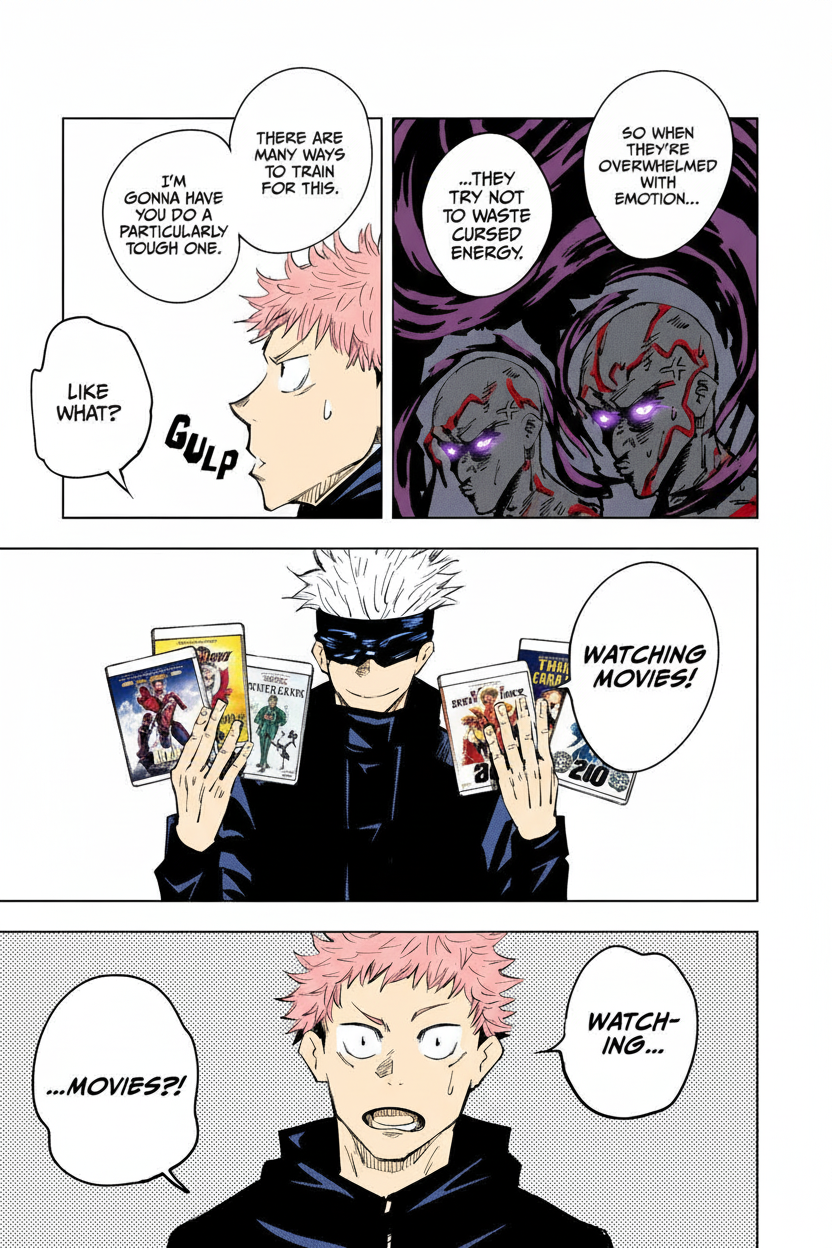 SO WHEN
THEY'RE
OVERWHELMED
WITH
EMOTION...
...THEY
TRY NOT
TO WASTE
CURSED
ENERGY.
THERE ARE
MANY WAYS
TO TRAIN
FOR THIS.
I'M
GONNA HAVE
YOU DO A
PARTICULARLY
TOUGH ONE.
GULP
LIKE
WHAT?
WATCHING
MOVIES!
210
WATCH-
ING...
...MOVIES?!